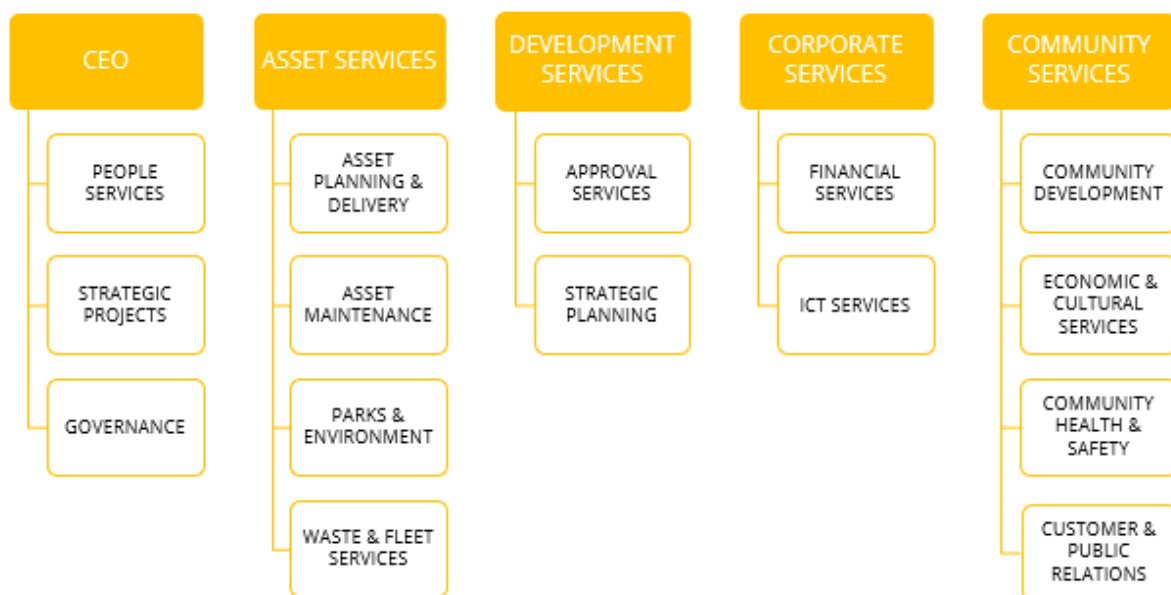 CEO
PEOPLE
SERVICES
STRATEGIC
PROJECTS
GOVERNANCE
ASSET SERVICES
ASSET
PLANNING &
DELIVERY
ASSET
MAINTENANCE
PARKS &
ENVIRONMENT
WASTE & FLEET
SERVICES
DEVELOPMENT
SERVICES
APPROVAL
SERVICES
STRATEGIC
PLANNING
CORPORATE
SERVICES
FINANCIAL
SERVICES
ICT SERVICES
COMMUNITY
SERVICES
COMMUNITY
DEVELOPMENT
ECONOMIC &
CULTURAL
SERVICES
COMMUNITY
HEALTH &
SAFETY
CUSTOMER &
PUBLIC
RELATIONS